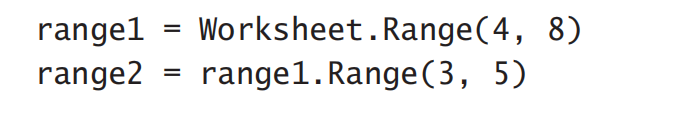 range1 = Worksheet.Range(4, 8)
range2 = range1.Range(3, 5)